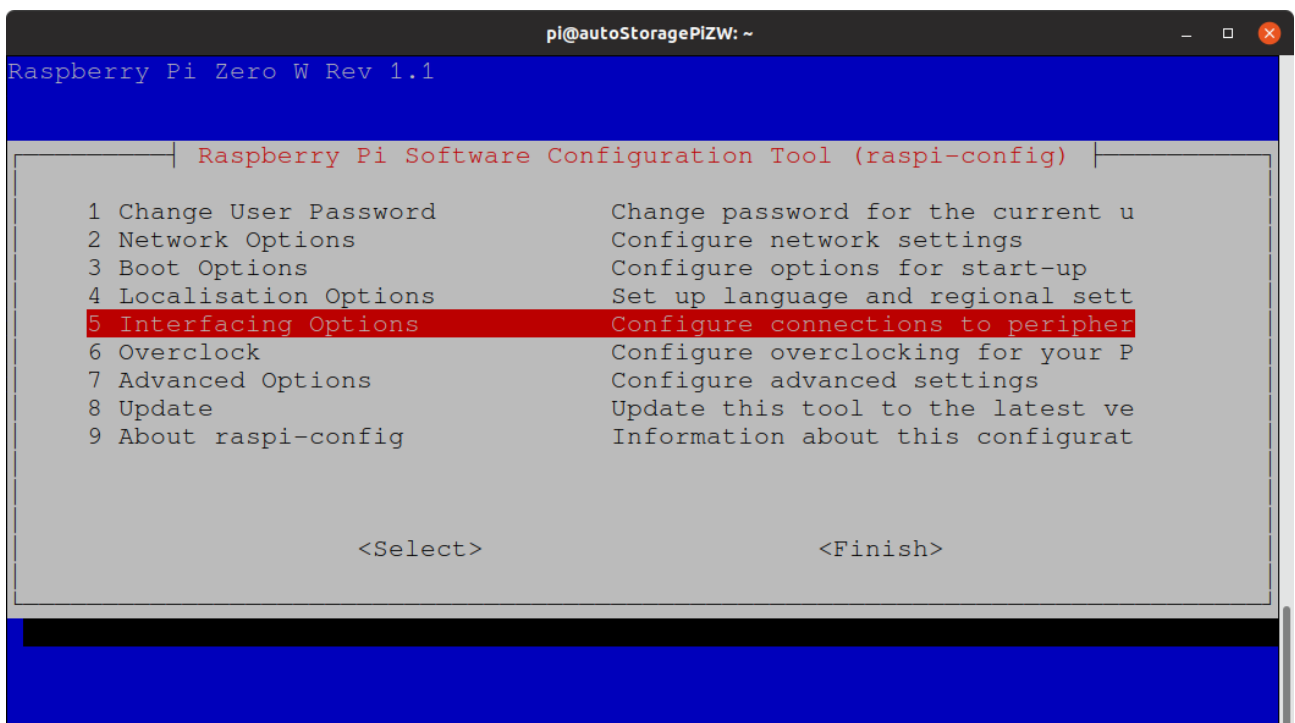 pi@autoStoragePiZW: ~
Raspberry Pi Zero W Rev 1.1
Raspberry Pi Software Configuration Tool (raspi-config)
1 Change User Password Change password for the current u
2 Network Options Configure network settings
3 Boot Options Configure options for start-up
4 Localisation Options Set up language and regional sett
5 Interfacing Options Configure connections to peripher
6 Overclock Configure overclocking for your P
7 Advanced Options Configure advanced settings
8 Update Update this tool to the latest ve
9 About raspi-config Information about this configurat
<Select> <Finish>